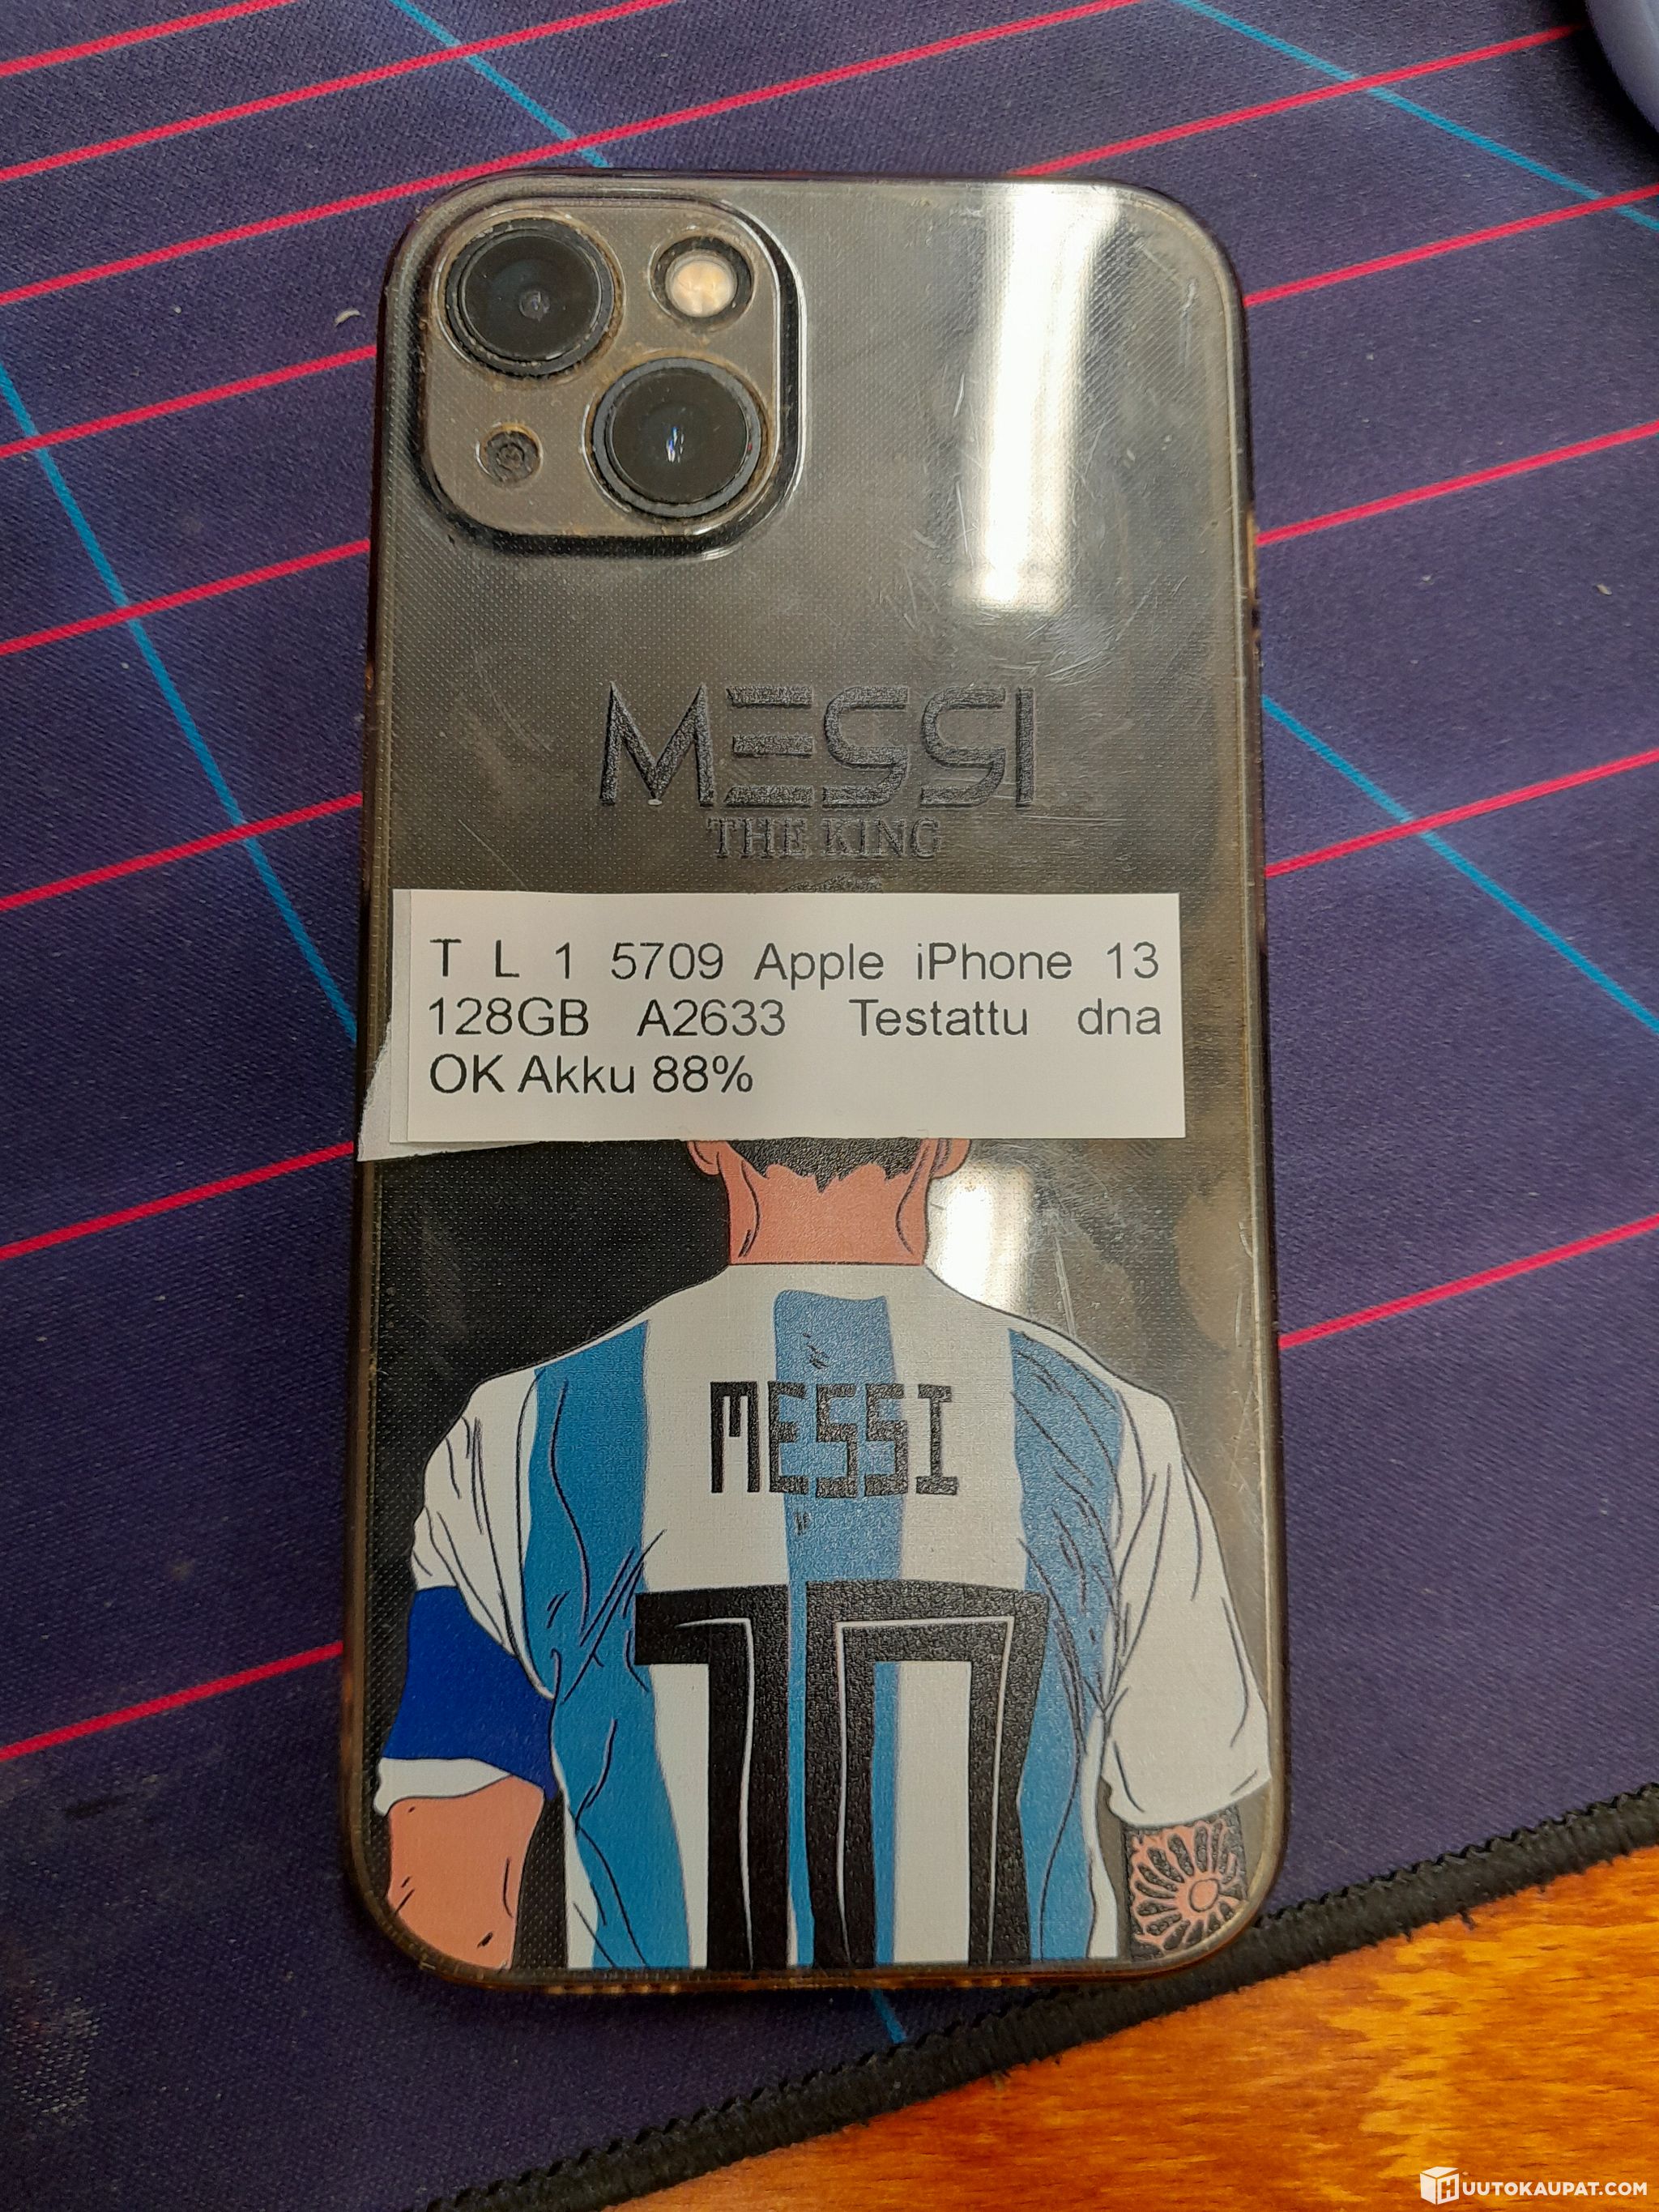 MESSI
THE KING
T L 1 5709 Apple iPhone 13
128GB A2633 Testattu dna
OK Akku 88%
MESSI
10
HUUTOKAUPAT.COM